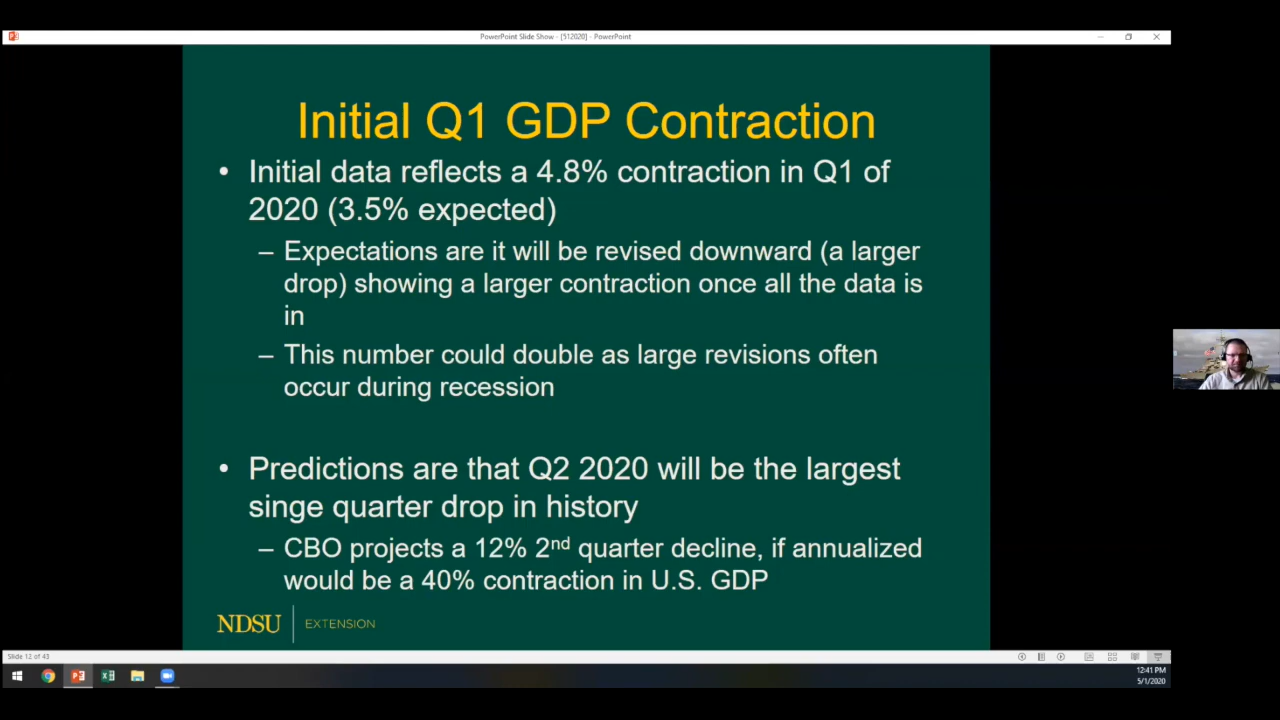 PowerPoint Slide Show - [512020] - PowerPoint
Initial Q1 GDP Contraction
• Initial data reflects a 4.8% contraction in Q1 of
2020 (3.5% expected)
– Expectations are it will be revised downward (a larger
drop) showing a larger contraction once all the data is
in
– This number could double as large revisions often
occur during recession
• Predictions are that Q2 2020 will be the largest
singe quarter drop in history
– CBO projects a 12% 2nd quarter decline, if annualized
would be a 40% contraction in U.S. GDP
NDSU EXTENSION
Slide 12 of 43
12:41 PM
5/1/2020